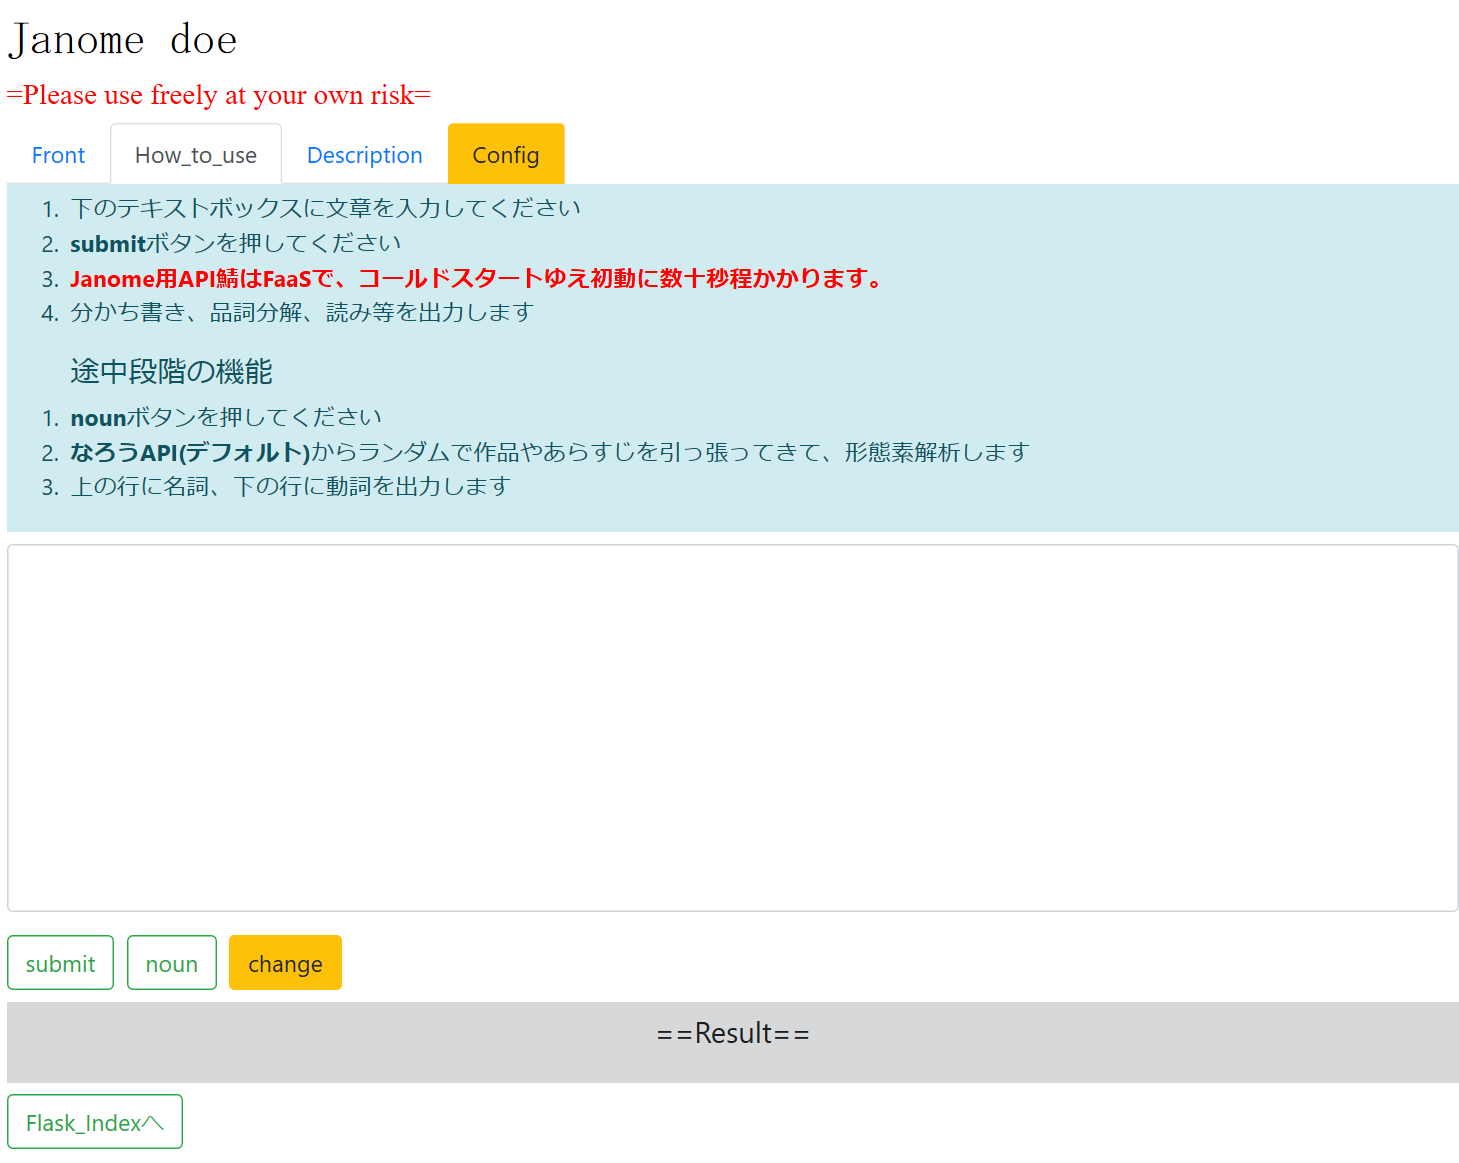 Janome doe
=Please use freely at your own risk=
Front How_to_use Description Config
1. 下のテキストボックスに文章を入力してください
2. submitボタンを押してください
3. Janome用API鯖はFaaSで、コールドスタートゆえ初動に数十秒程かかります。
4. 分かち書き、品詞分解、読み等を出力します
途中段階の機能
1. nounボタンを押してください
2. なろうAPI(デフォルト)からランダムで作品やあらすじを引っ張ってきて、形態素解析します
3. 上の行に名詞、下の行に動詞を出力します
submit noun change
==Result==
Flask_Indexへ